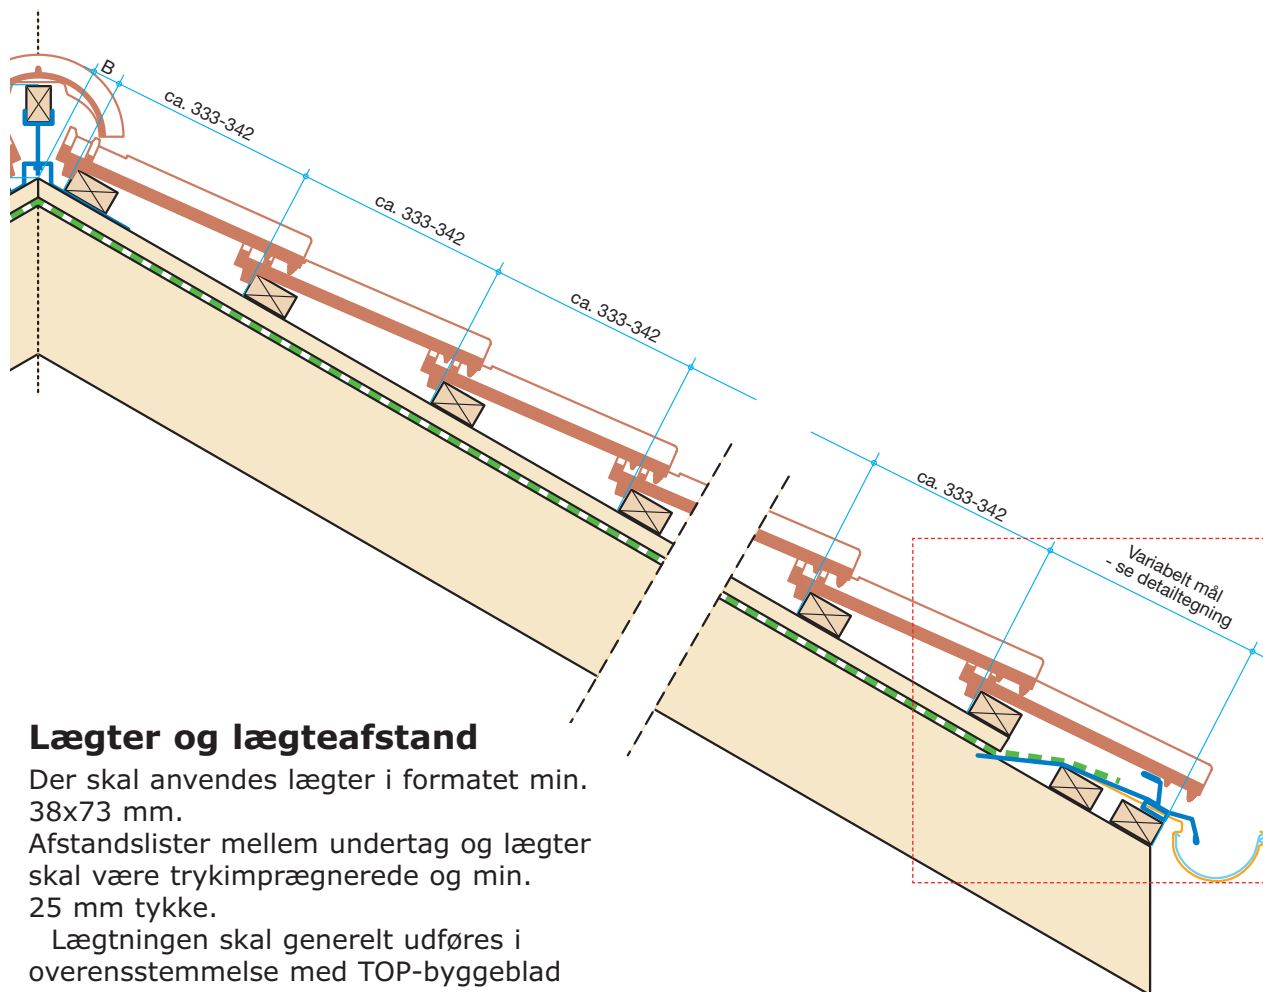 B
ca. 333-342
ca. 333-342
ca. 333-342
ca. 333-342
Variabelt mål
- se detailtegning
Lægter og lægteafstand
Der skal anvendes lægter i formatet min.
38x73 mm.
Afstandslister mellem undertag og lægter
skal være trykimprægnerede og min.
25 mm tykke.
Lægtningen skal generelt udføres i
overensstemmelse med TOP-byggeblad